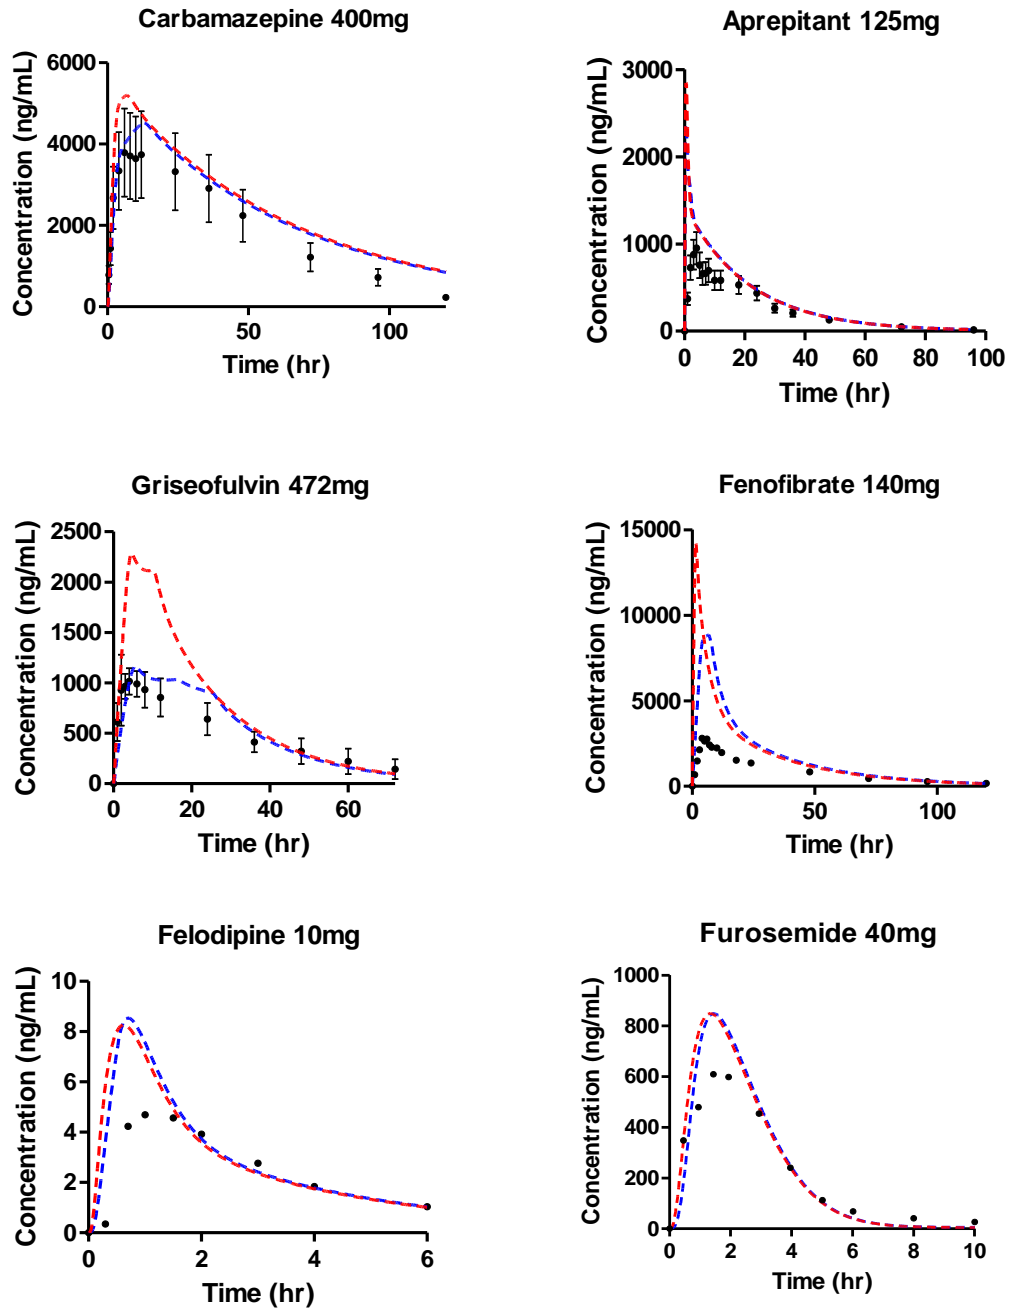 Carbamazepine 400mg
Concentration (ng/mL)
6000
4000
2000
0
0 50 100
Time (hr)
Aprepitant 125mg
Concentration (ng/mL)
3000
2000
1000
0
0 20 40 60 80 100
Time (hr)
Griseofulvin 472mg
Concentration (ng/mL)
2500
2000
1500
1000
500
0
0 20 40 60
Time (hr)
Fenofibrate 140mg
Concentration (ng/mL)
15000
10000
5000
0
0 50 100
Time (hr)
Felodipine 10mg
Concentration (ng/mL)
10
8
6
4
2
0
0 2 4 6
Time (hr)
Furosemide 40mg
Concentration (ng/mL)
1000
800
600
400
200
0
0 2 4 6 8 10
Time (hr)